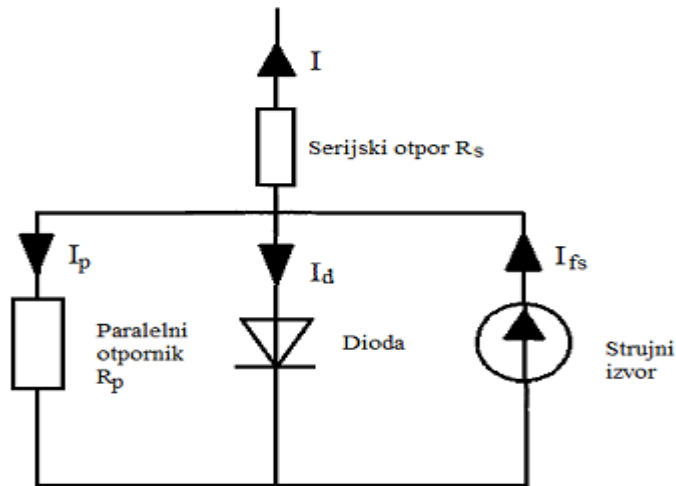 I
Serijski otpor Rs
Ip
Id
Ifs
Paralelni
otpornik
Rp
Dioda
Strujni
izvor